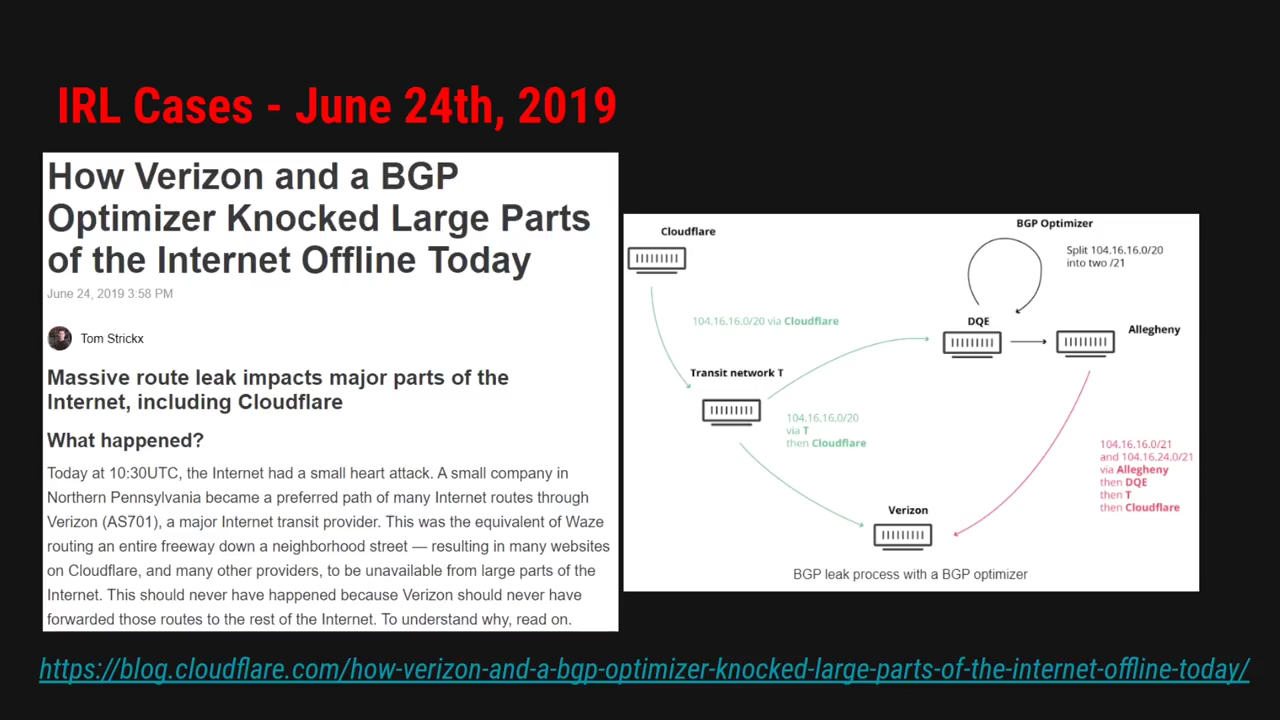 IRL Cases - June 24th, 2019
How Verizon and a BGP
Optimizer Knocked Large Parts
of the Internet Offline Today
June 24, 2019 3:58 PM
Tom Strickx
Massive route leak impacts major parts of the
Internet, including Cloudflare
What happened?
Today at 10:30UTC, the Internet had a small heart attack. A small company in
Northern Pennsylvania became a preferred path of many Internet routes through
Verizon (AS701), a major Internet transit provider. This was the equivalent of Waze
routing an entire freeway down a neighborhood street — resulting in many websites
on Cloudflare, and many other providers, to be unavailable from large parts of the
Internet. This should never have happened because Verizon should never have
forwarded those routes to the rest of the Internet. To understand why, read on.
Cloudflare
BGP Optimizer
Split 104.16.16.0/20
into two /21
104.16.16.0/20 via Cloudflare
DQE
Allegheny
Transit network T
104.16.16.0/20
via T
then Cloudflare
104.16.16.0/21
and 104.16.24.0/21
via Allegheny
then DQE
then T
then Cloudflare
Verizon
BGP leak process with a BGP optimizer
https://blog.cloudflare.com/how-verizon-and-a-bgp-optimizer-knocked-large-parts-of-the-internet-offline-today/